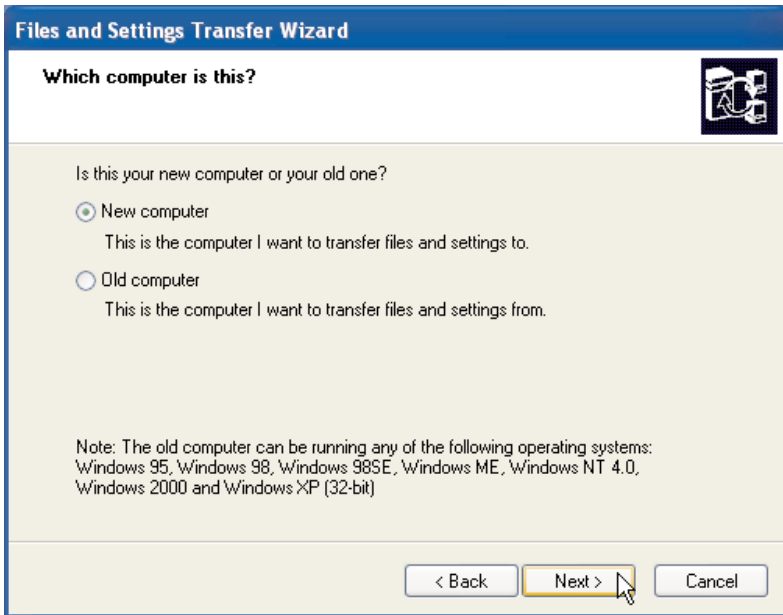 Files and Settings Transfer Wizard
Which computer is this?
Is this your new computer or your old one?
New computer
This is the computer I want to transfer files and settings to.
Old computer
This is the computer I want to transfer files and settings from.
Note: The old computer can be running any of the following operating systems:
Windows 95, Windows 98, Windows 98SE, Windows ME, Windows NT 4.0,
Windows 2000 and Windows XP (32-bit)
< Back Next > Cancel